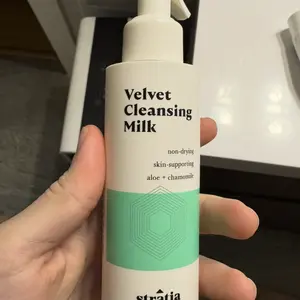 Velvet
Cleansing
Milk
non-drying
skin-supporting
aloe + chamomile
stratia